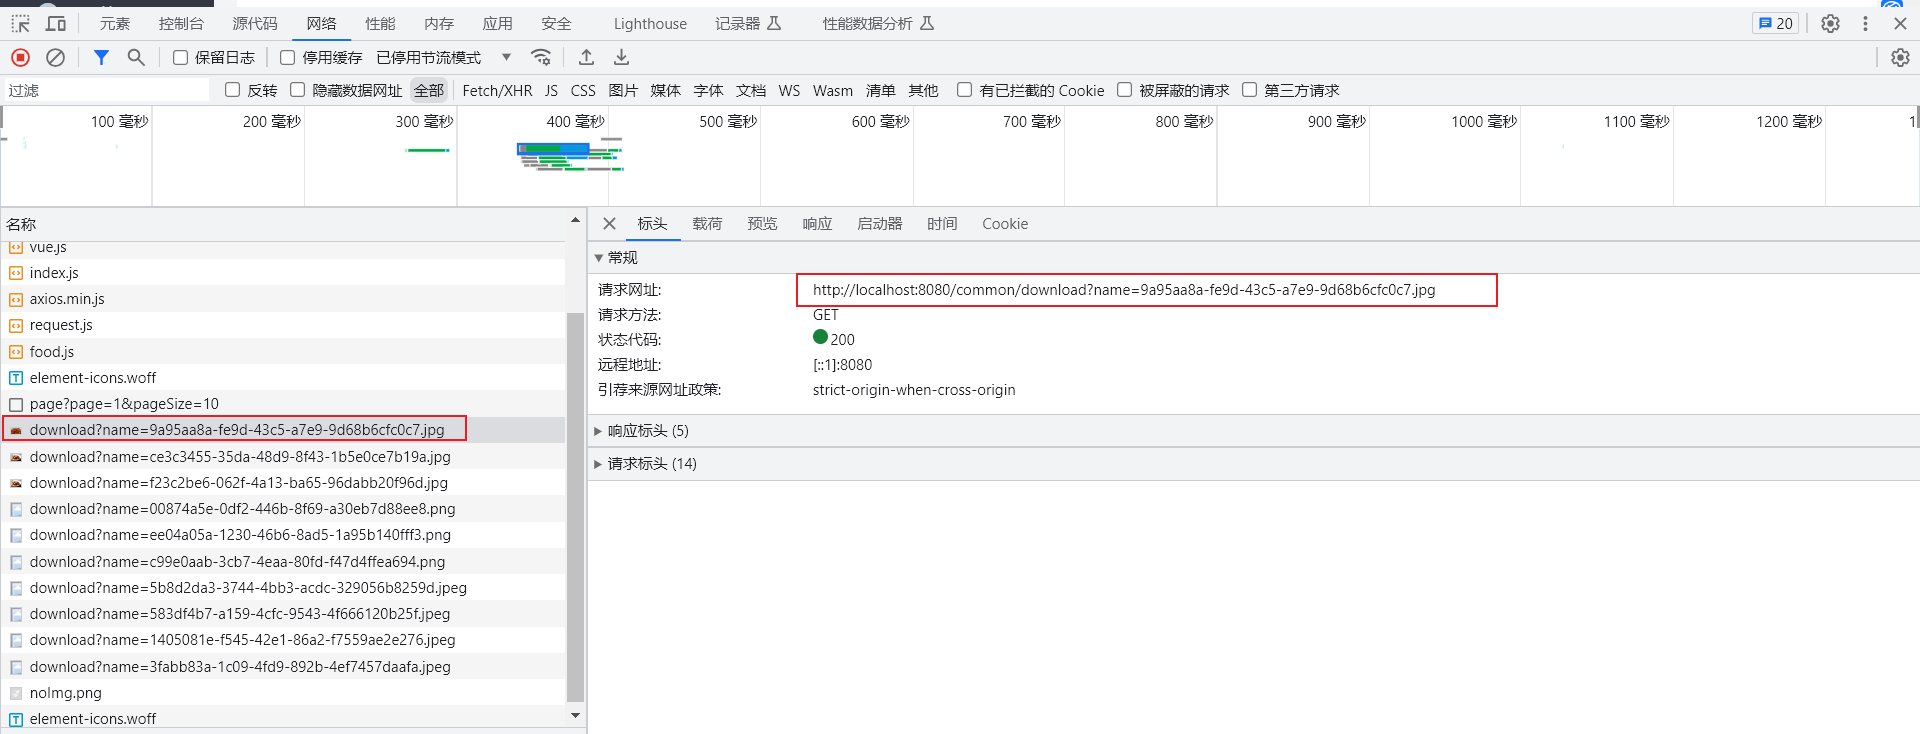 元素 控制台 源代码 网络 性能 内存 应用 安全 Lighthouse 记录器 性能数据分析 20
保留日志 停用缓存 已停用节流模式
过滤 反转 隐藏数据网址 全部 Fetch/XHR JS CSS 图片 媒体 字体 文档 WS Wasm 清单 其他 有已拦截的 Cookie 被屏蔽的请求 第三方请求
100 毫秒 200 毫秒 300 毫秒 400 毫秒 500 毫秒 600 毫秒 700 毫秒 800 毫秒 900 毫秒 1000 毫秒 1100 毫秒 1200 毫秒 1
名称
vue.js
index.js
axios.min.js
request.js
food.js
element-icons.woff
page?page=1&pageSize=10
download?name=9a95aa8a-fe9d-43c5-a7e9-9d68b6cfc0c7.jpg
download?name=ce3c3455-35da-48d9-8f43-1b5e0ce7b19a.jpg
download?name=f23c2be6-062f-4a13-ba65-96dabb20f96d.jpg
download?name=00874a5e-0df2-446b-8f69-a30eb7d88ee8.png
download?name=ee04a05a-1230-46b6-8ad5-1a95b140fff3.png
download?name=c99e0aab-3cb7-4eaa-80fd-f47d4ffea694.png
download?name=5b8d2da3-3744-4bb3-acdc-329056b8259d.jpeg
download?name=583df4b7-a159-4cfc-9543-4f666120b25f.jpeg
download?name=1405081e-f545-42e1-86a2-f7559ae2e276.jpeg
download?name=3fabb83a-1c09-4fd9-892b-4ef7457daafa.jpeg
noImg.png
element-icons.woff
标头 载荷 预览 响应 启动器 时间 Cookie
常规
请求网址: http://localhost:8080/common/download?name=9a95aa8a-fe9d-43c5-a7e9-9d68b6cfc0c7.jpg
请求方法: GET
状态代码: 200
远程地址: [::1]:8080
引荐来源网址政策: strict-origin-when-cross-origin
响应标头 (5)
请求标头 (14)